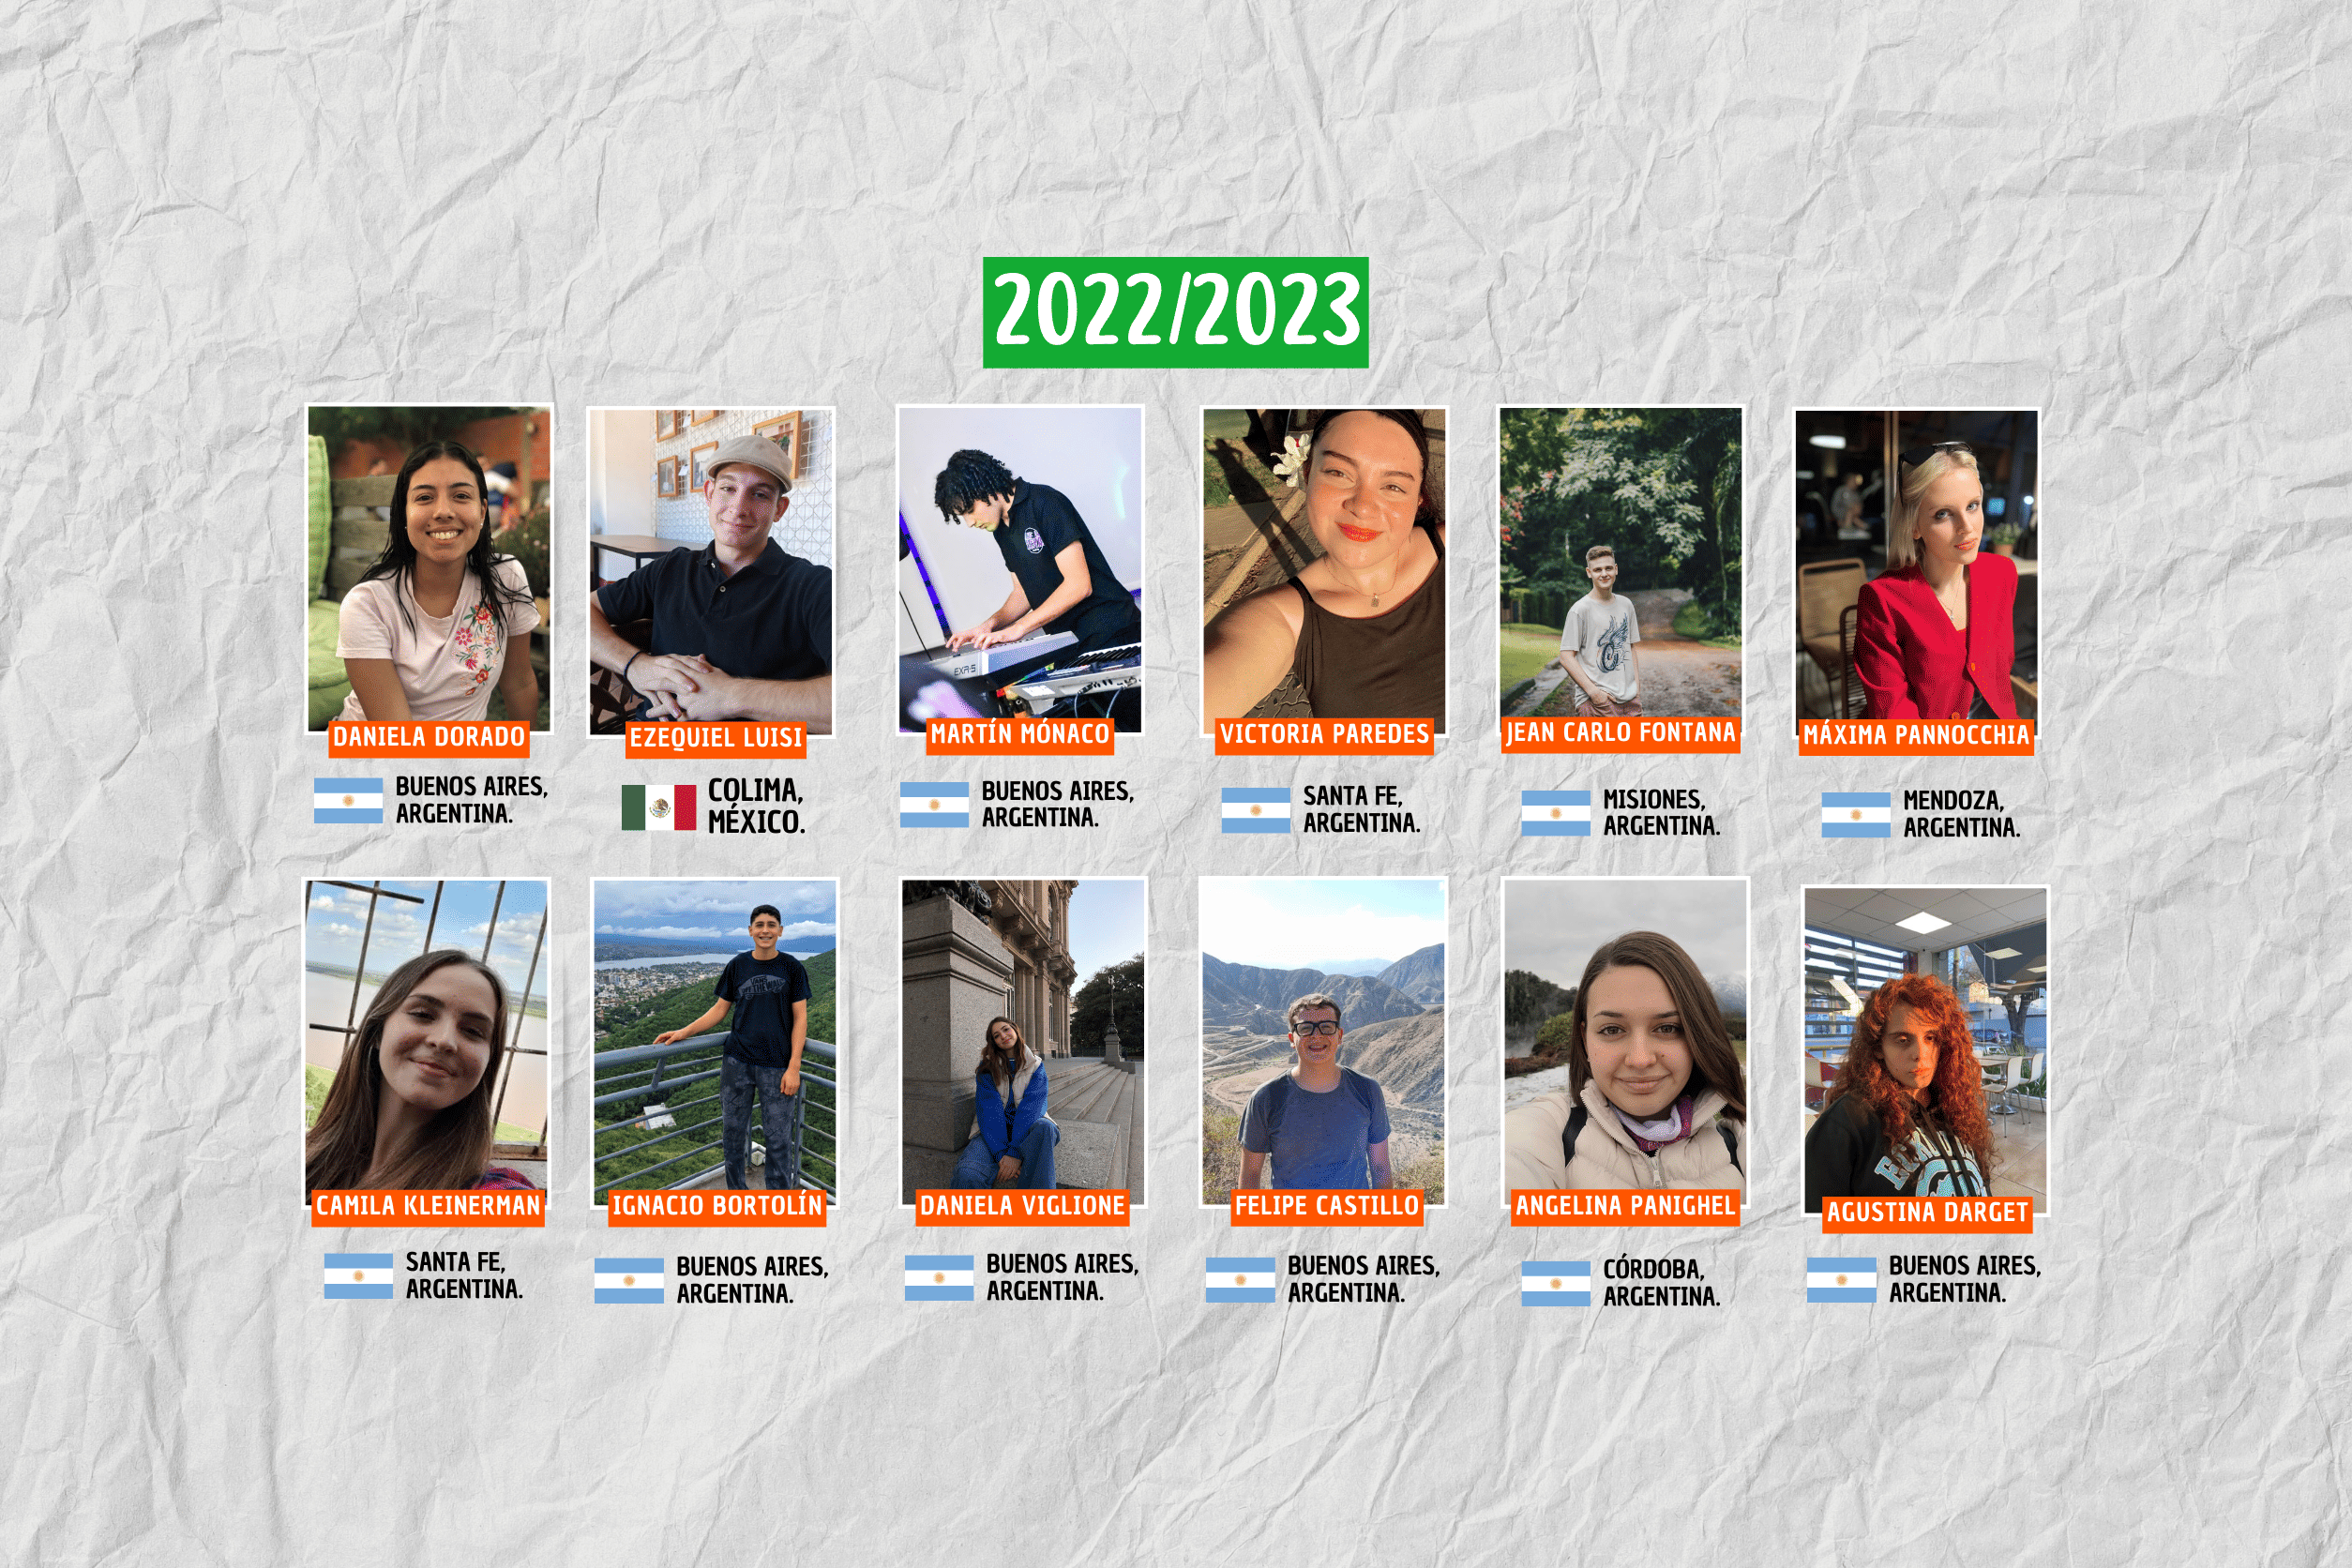 2022/2023
EXR-5
DANIELA DORADO
EZEQUIEL LUISI
MARTÍN MÓNACO
VICTORIA PAREDES
JEAN CARLO FONTANA
MÁXIMA PANNOCCHIA
BUENOS AIRES,
ARGENTINA.
COLIMA,
MÉXICO.
BUENOS AIRES,
ARGENTINA.
SANTA FE,
ARGENTINA.
MISIONES,
ARGENTINA.
MENDOZA,
ARGENTINA.
VANS
CAMILA KLEINERMAN
IGNACIO BORTOLÍN
DANIELA VIGLIONE
FELIPE CASTILLO
ANGELINA PANIGHEL
AGUSTINA DARGET
SANTA FE,
ARGENTINA.
BUENOS AIRES,
ARGENTINA.
BUENOS AIRES,
ARGENTINA.
BUENOS AIRES,
ARGENTINA.
CÓRDOBA,
ARGENTINA.
BUENOS AIRES,
ARGENTINA.